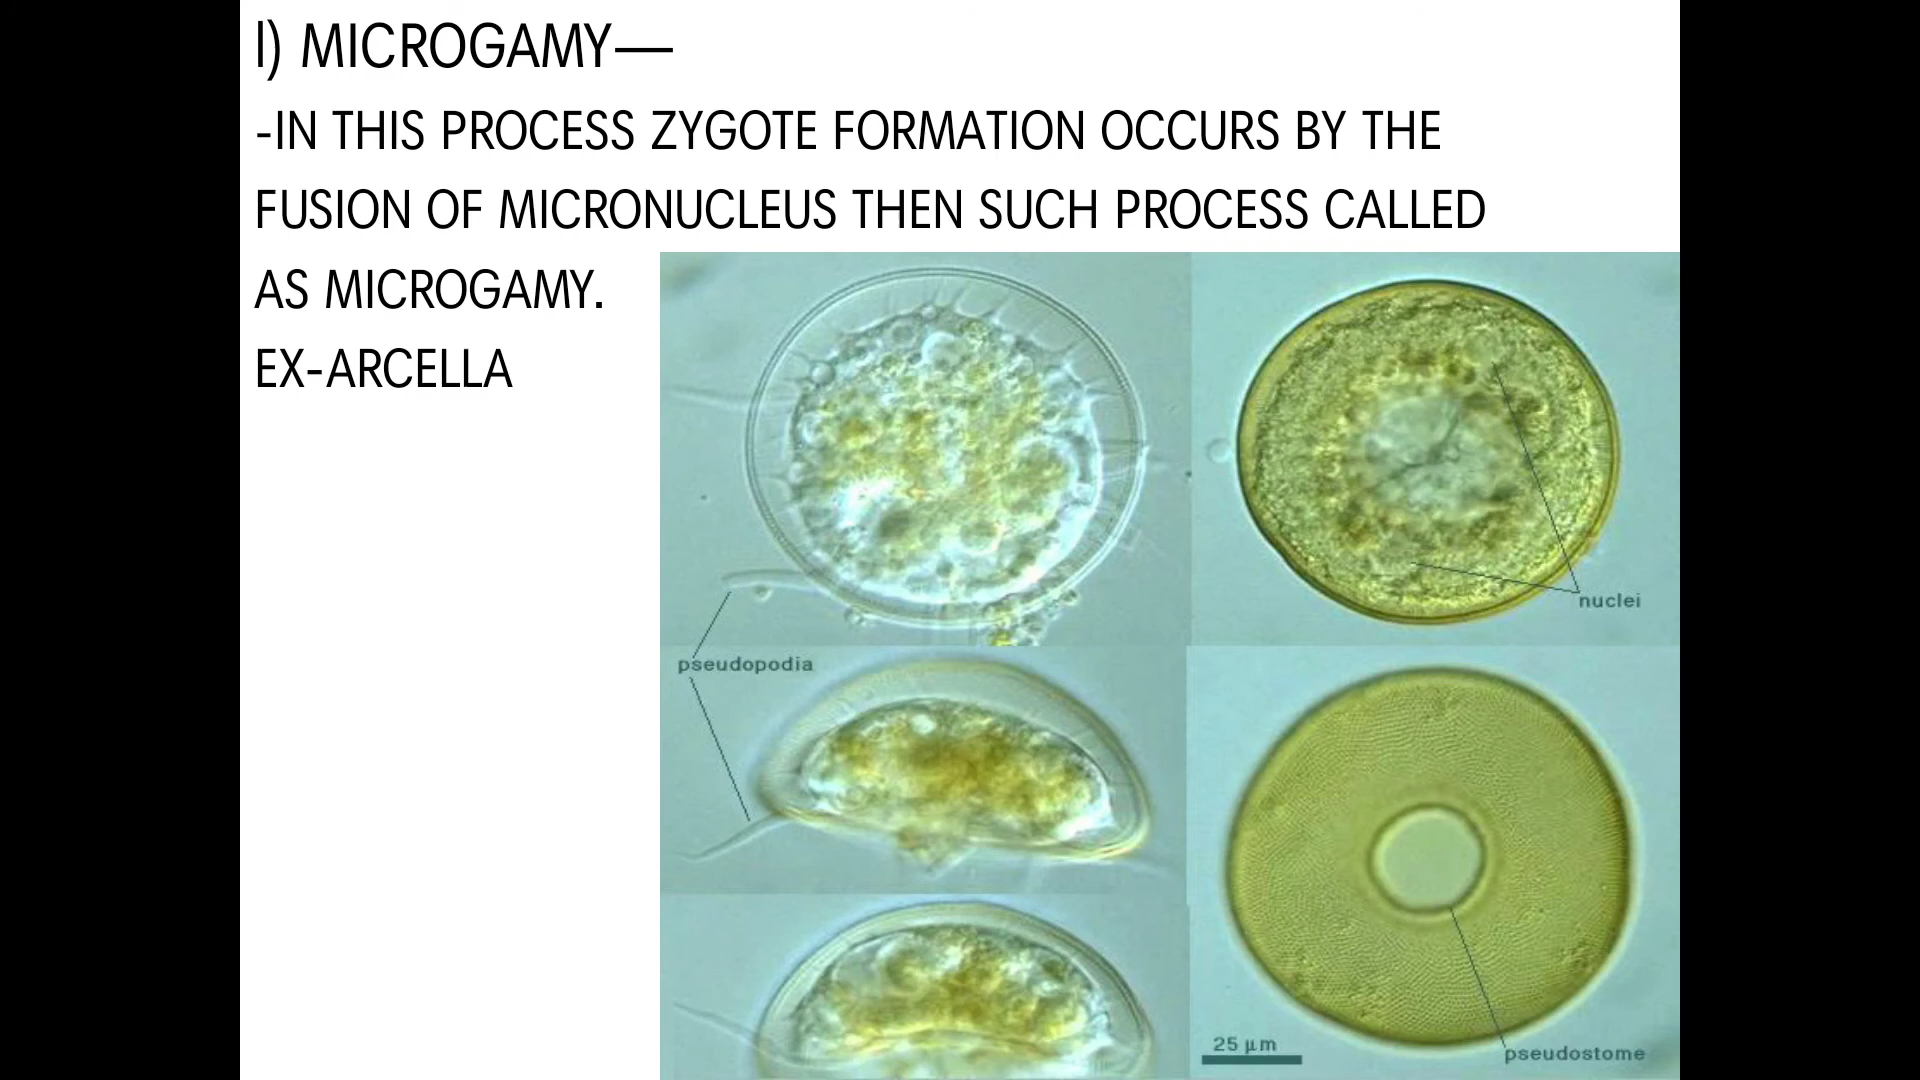 I) MICROGAMY—
-IN THIS PROCESS ZYGOTE FORMATION OCCURS BY THE
FUSION OF MICRONUCLEUS THEN SUCH PROCESS CALLED
AS MICROGAMY.
EX-ARCELLA
nuclei
pseudopodia
25 µm
pseudostome